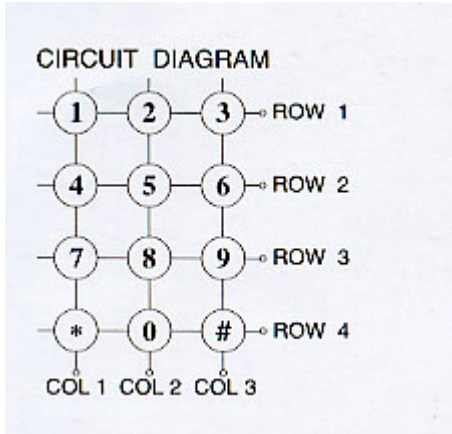 CIRCUIT DIAGRAM
1 2 3 ROW 1
4 5 6 ROW 2
7 8 9 ROW 3
* 0 # ROW 4
COL 1 COL 2 COL 3